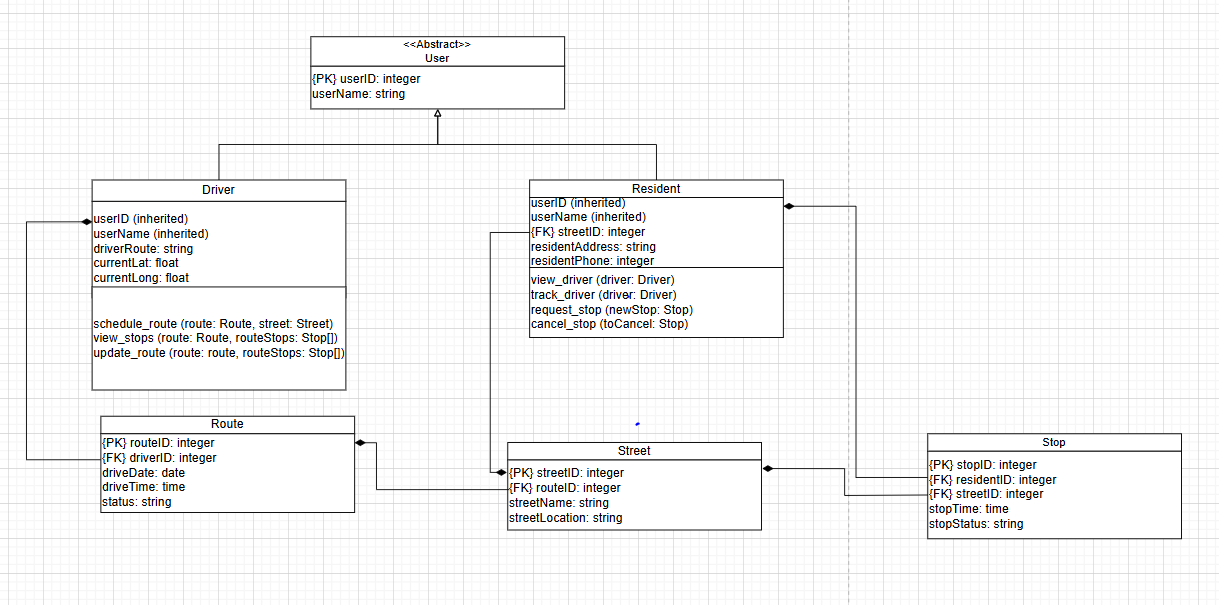 <<Abstract>>
User
{PK} userID: integer
userName: string
Driver
userID (inherited)
userName (inherited)
driverRoute: string
currentLat: float
currentLong: float
schedule_route (route: Route, street: Street)
view_stops (route: Route, routeStops: Stop[])
update_route (route: route, routeStops: Stop[])
Resident
userID (inherited)
userName (inherited)
{FK} streetID: integer
residentAddress: string
residentPhone: integer
view_driver (driver: Driver)
track_driver (driver: Driver)
request_stop (newStop: Stop)
cancel_stop (toCancel: Stop)
Route
{PK} routeID: integer
{FK} driverID: integer
driveDate: date
driveTime: time
status: string
Street
{PK} streetID: integer
{FK} routeID: integer
streetName: string
streetLocation: string
Stop
{PK} stopID: integer
{FK} residentID: integer
{FK} streetID: integer
stopTime: time
stopStatus: string